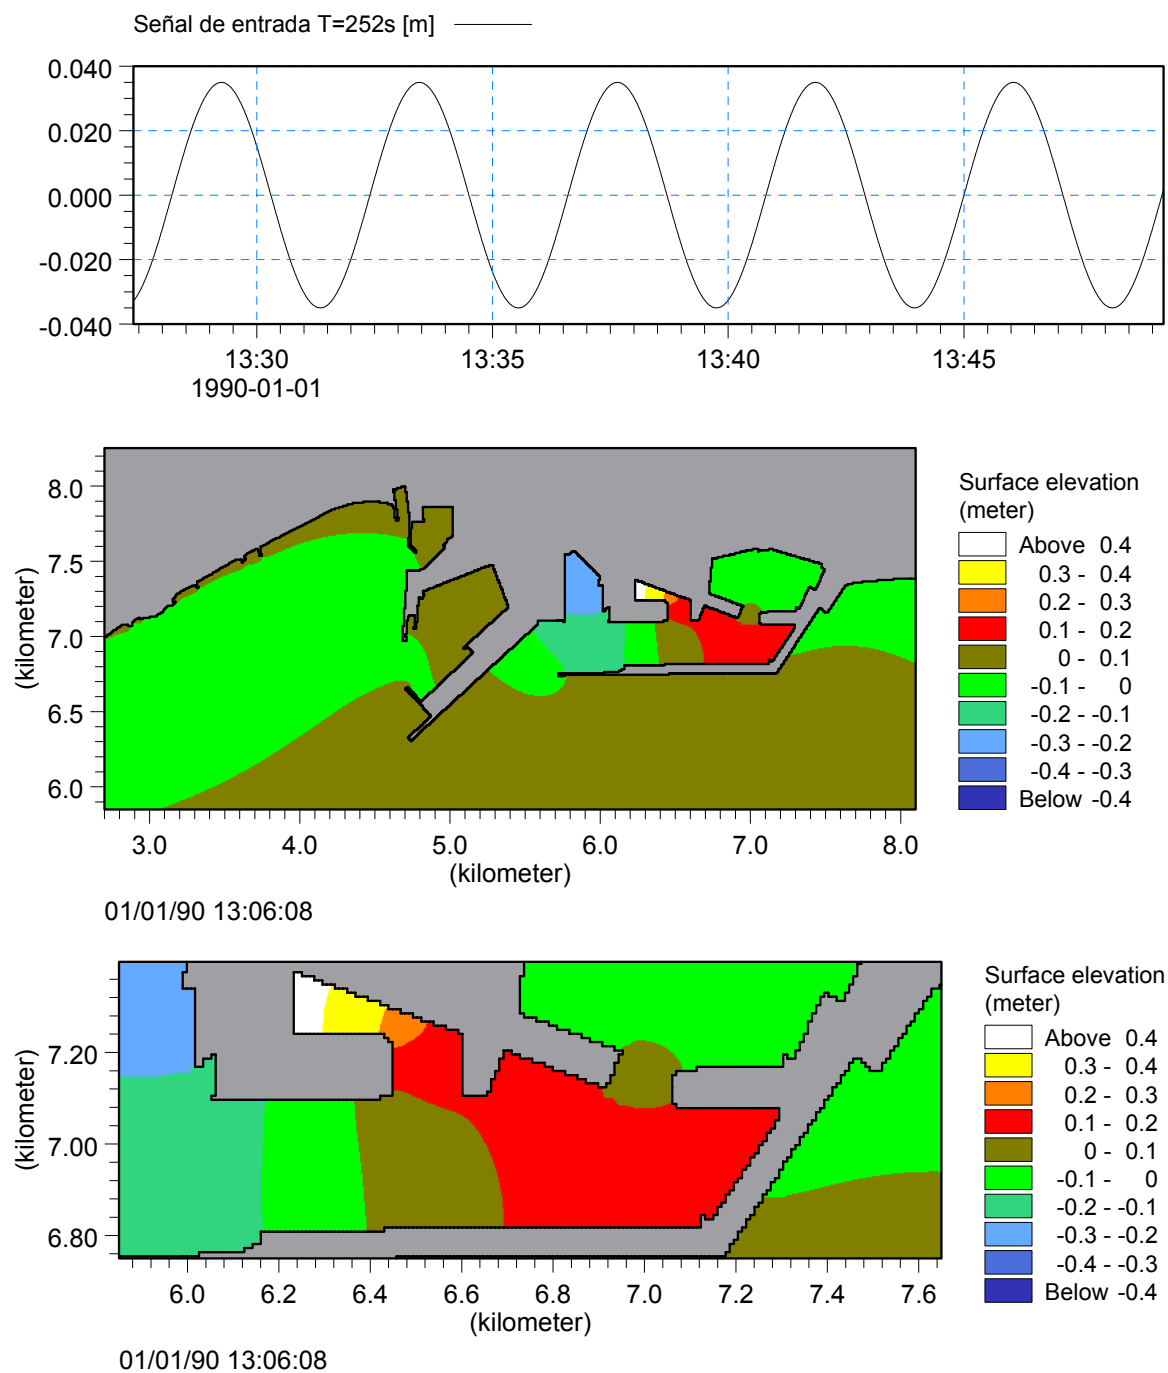 Señal de entrada T=252s [m]
0.040
0.020
0.000
-0.020
-0.040
13:30 13:35 13:40 13:45
1990-01-01
8.0
7.5
7.0
6.5
6.0
(kilometer)
3.0 4.0 5.0 6.0 7.0 8.0
(kilometer)
Surface elevation
(meter)
Above 0.4
0.3 - 0.4
0.2 - 0.3
0.1 - 0.2
0 - 0.1
-0.1 - 0
-0.2 - -0.1
-0.3 - -0.2
-0.4 - -0.3
Below -0.4
01/01/90 13:06:08
7.20
7.00
6.80
(kilometer)
6.0 6.2 6.4 6.6 6.8 7.0 7.2 7.4 7.6
(kilometer)
Surface elevation
(meter)
Above 0.4
0.3 - 0.4
0.2 - 0.3
0.1 - 0.2
0 - 0.1
-0.1 - 0
-0.2 - -0.1
-0.3 - -0.2
-0.4 - -0.3
Below -0.4
01/01/90 13:06:08